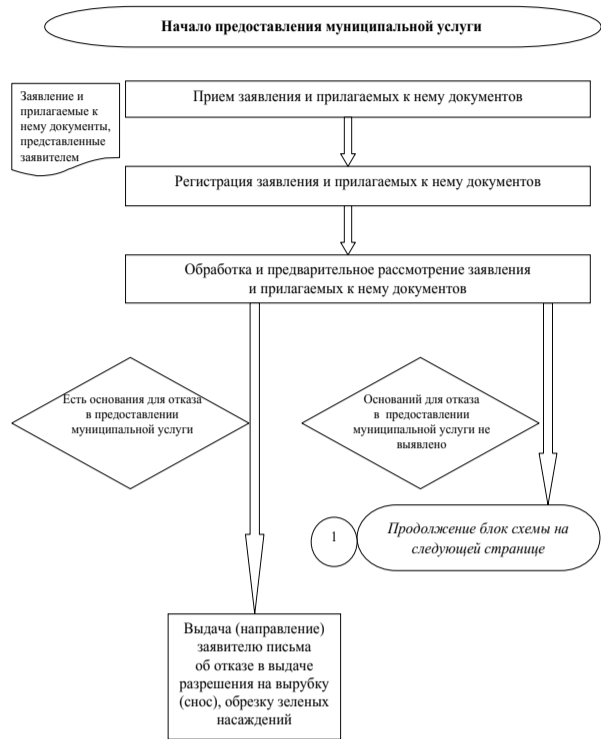 Начало предоставления муниципальной услуги
Заявление и
прилагаемые к
нему документы,
представленные
заявителем
Прием заявления и прилагаемых к нему документов
Регистрация заявления и прилагаемых к нему документов
Обработка и предварительное рассмотрение заявления
и прилагаемых к нему документов
Есть основания для отказа
в предоставлении
муниципальной услуги
Оснований для отказа
в предоставлении
муниципальной услуги не
выявлено
1
Продолжение блок схемы на
следующей странице
Выдача (направление)
заявителю письма
об отказе в выдаче
разрешения на вырубку
(снос), обрезку зеленых
насаждений